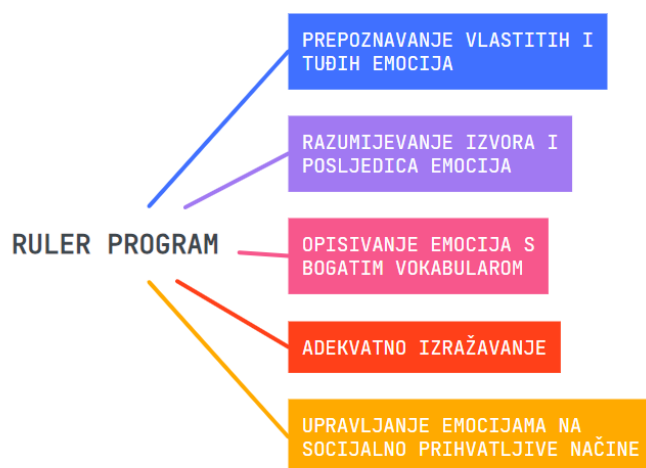 PREPOZNAVANJE VLASTITIH I
TUĐIH EMOCIJA
RAZUMIJEVANJE IZVORA I
POSLJEDICA EMOCIJA
RULER PROGRAM
OPISIVANJE EMOCIJA S
BOGATIM VOKABULAROM
ADEKVATNO IZRAŽAVANJE
UPRAVLJANJE EMOCIJAMA NA
SOCIJALNO PRIHVATLJIVE NAČINE